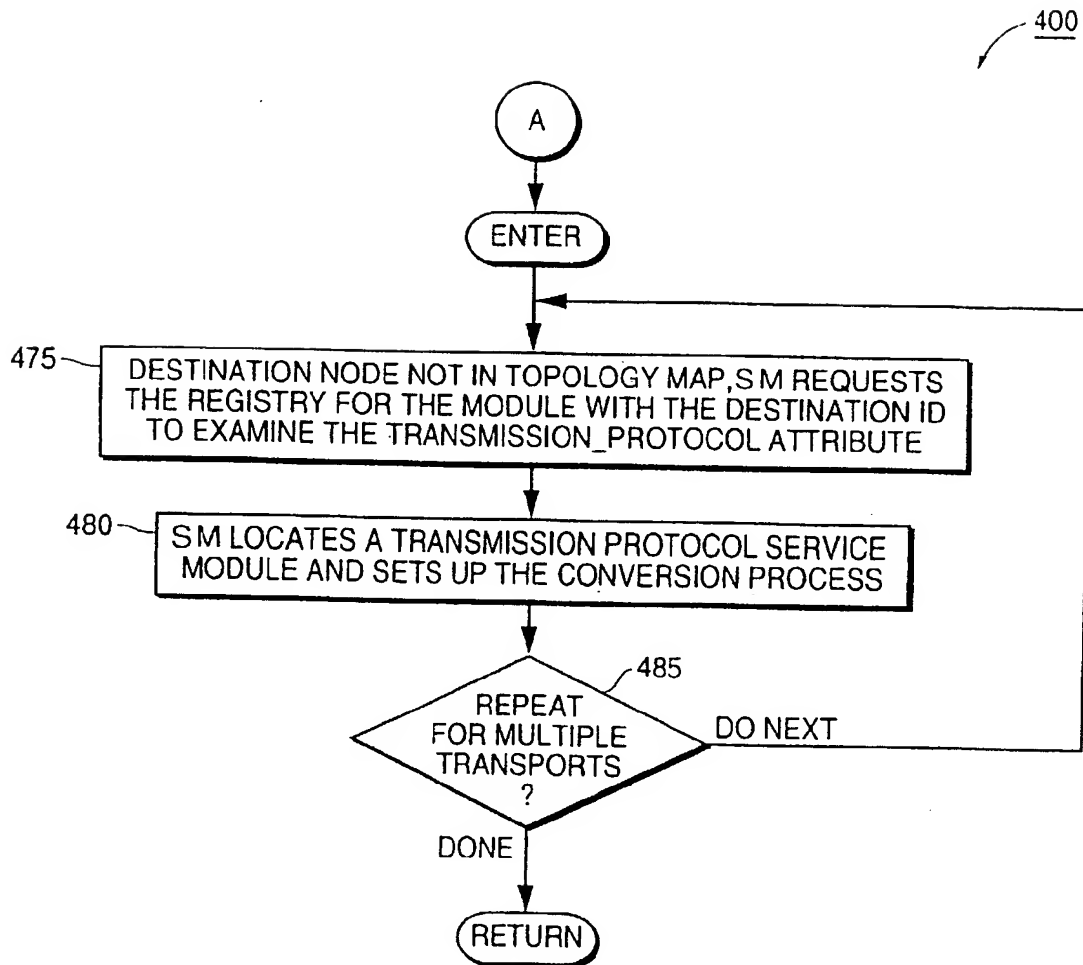 400
A
ENTER
475
DESTINATION NODE NOT IN TOPOLOGY MAP,SM REQUESTS
THE REGISTRY FOR THE MODULE WITH THE DESTINATION ID
TO EXAMINE THE TRANSMISSION_PROTOCOL ATTRIBUTE
480
SM LOCATES A TRANSMISSION PROTOCOL SERVICE
MODULE AND SETS UP THE CONVERSION PROCESS
485
REPEAT
FOR MULTIPLE
TRANSPORTS
?
DO NEXT
DONE
RETURN